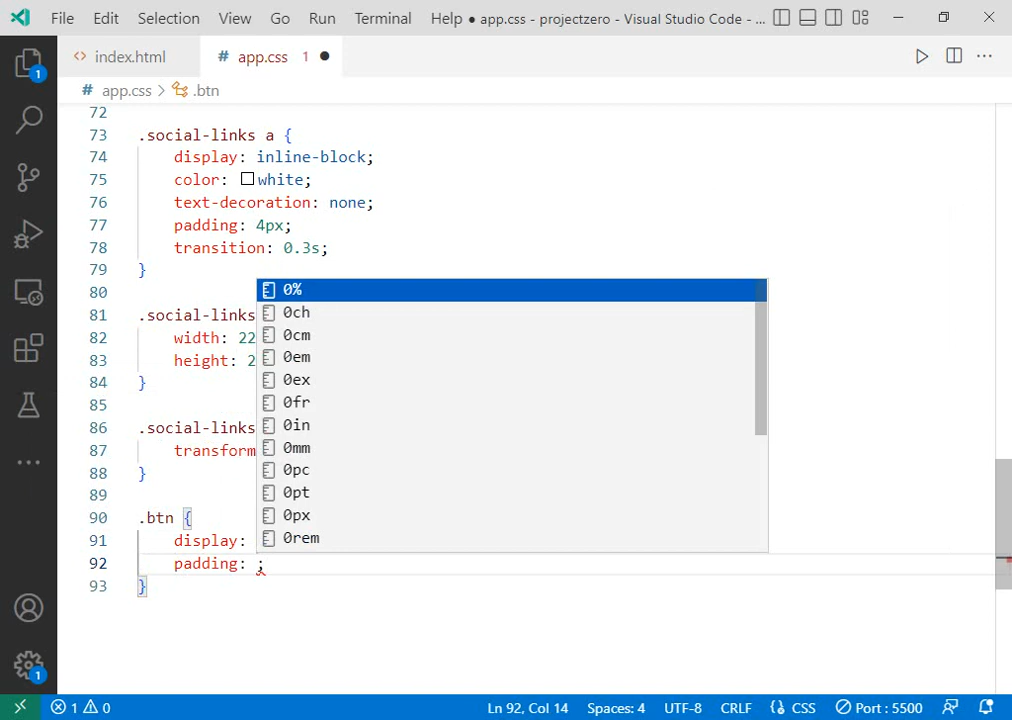 File Edit Selection View Go Run Terminal Help ● app.css - projectzero - Visual Studio Code - ...
<> index.html # app.css 1 ●
# app.css > .btn
72
73 .social-links a {
74 display: inline-block;
75 color: white;
76 text-decoration: none;
77 padding: 4px;
78 transition: 0.3s;
79 }
80
81 .social-links
82 width: 22
83 height: 2
84 }
85
86 .social-links
87 transform
88 }
89
90 .btn {
91 display:
92 padding: ;
93 }
0%
0ch
0cm
0em
0ex
0fr
0in
0mm
0pc
0pt
0px
0rem
1
1
1 0 Ln 92, Col 14 Spaces: 4 UTF-8 CRLF {} CSS Port : 5500